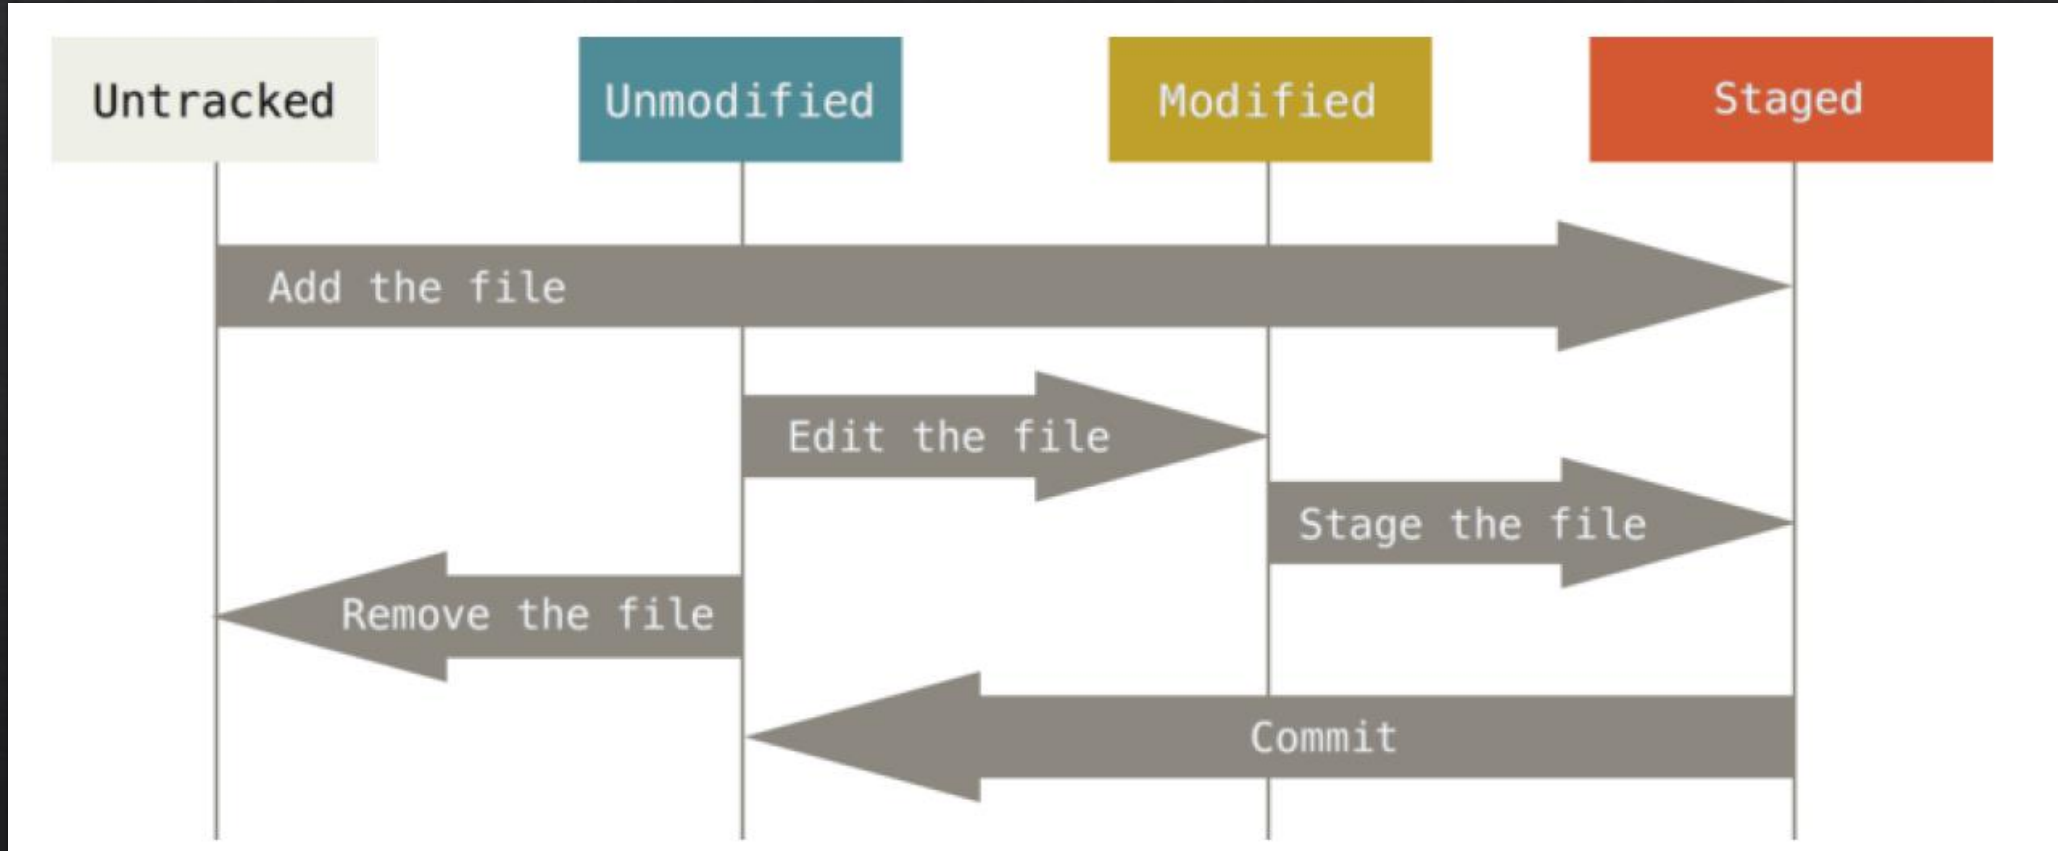 Untracked
Unmodified
Modified
Staged
Add the file
Edit the file
Stage the file
Remove the file
Commit